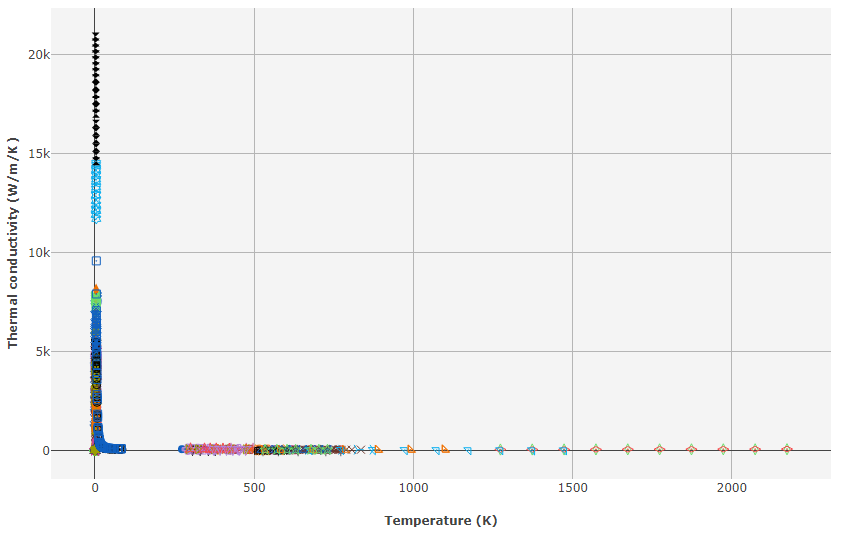 20k
15k
10k
5k
0
Thermal conductivity (W/m/K)
0 500 1000 1500 2000
Temperature (K)